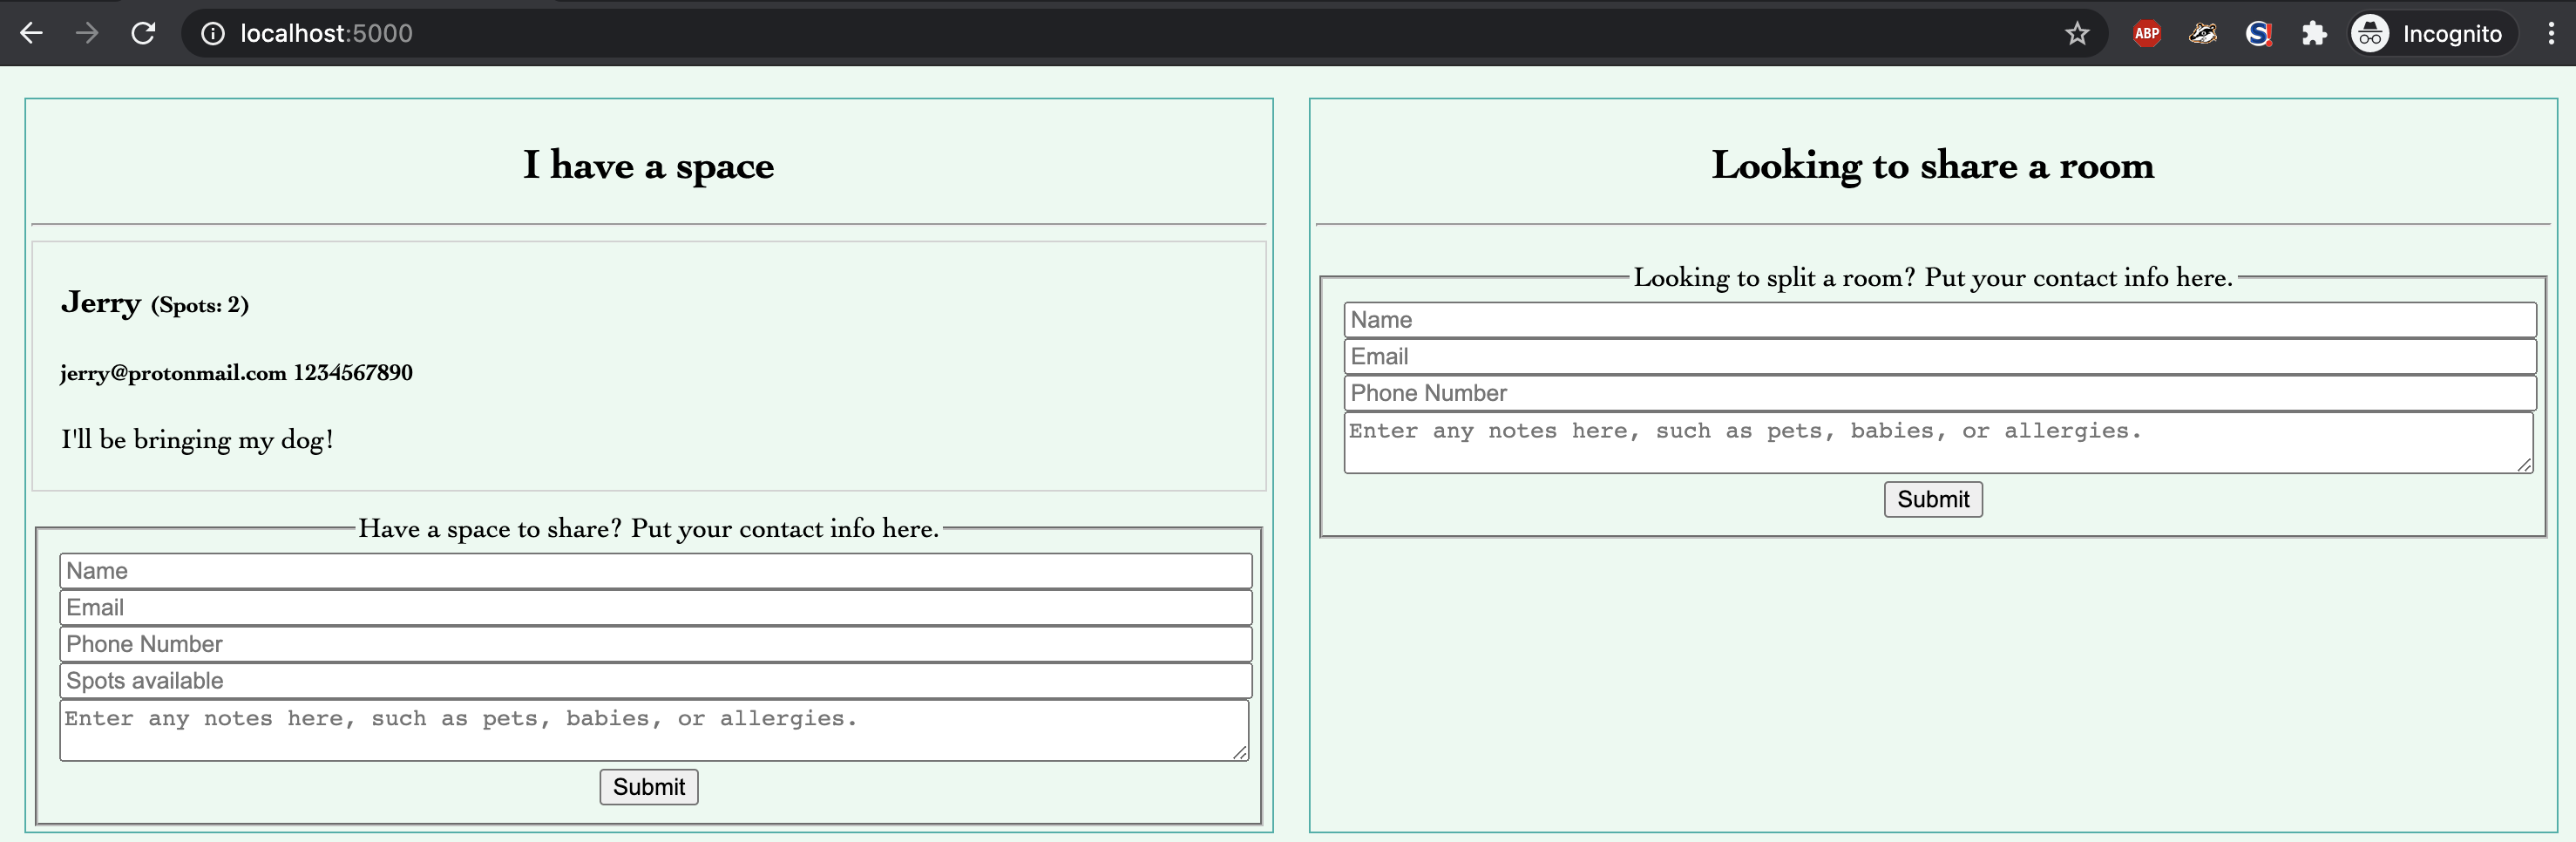 localhost:5000
ABP
S!
Incognito
I have a space
Jerry (Spots: 2)
jerry@protonmail.com 1234567890
I'll be bringing my dog!
Have a space to share? Put your contact info here.
Name
Email
Phone Number
Spots available
Enter any notes here, such as pets, babies, or allergies.
Submit
Looking to share a room
Looking to split a room? Put your contact info here.
Name
Email
Phone Number
Enter any notes here, such as pets, babies, or allergies.
Submit